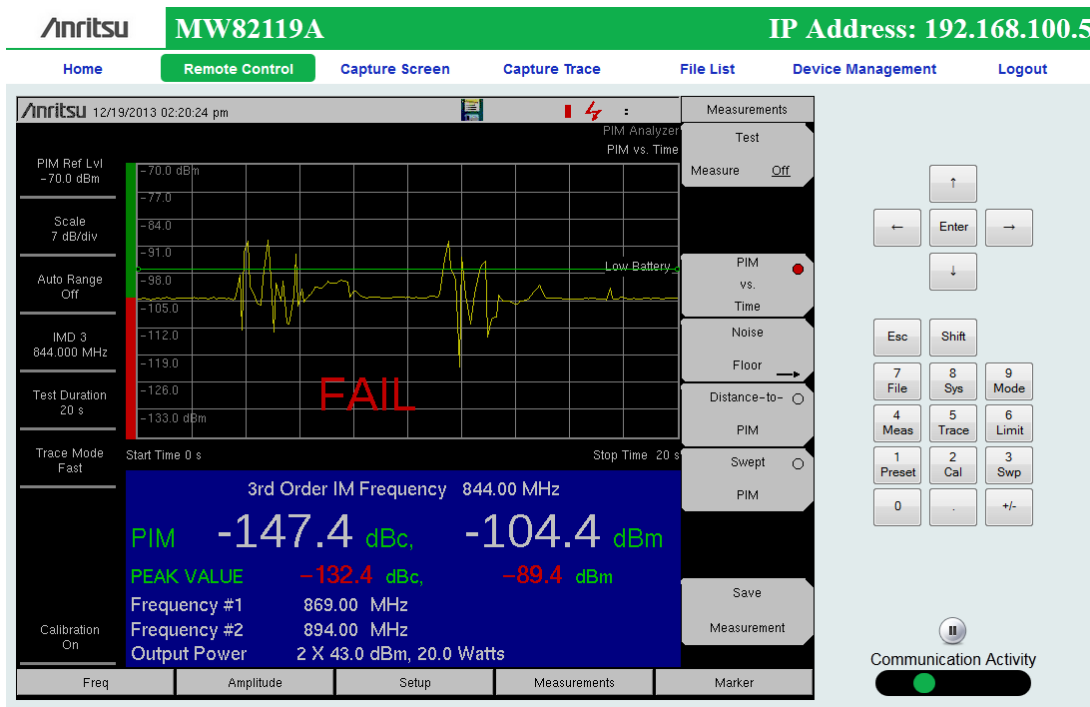 Anritsu MW82119A IP Address: 192.168.100.5
Home Remote Control Capture Screen Capture Trace File List Device Management Logout
Anritsu 12/19/2013 02:20:24 pm
PIM Analyzer
PIM vs. Time
PIM Ref Lvl
-70.0 dBm
Scale
7 dB/div
Auto Range
Off
IMD 3
844.000 MHz
Test Duration
20 s
Trace Mode
Fast
Calibration
On
-70.0 dBm
-77.0
-84.0
-91.0
Low Battery
-98.0
-105.0
-112.0
-119.0
-126.0
-133.0 dBm
FAIL
Start Time 0 s Stop Time 20 s
3rd Order IM Frequency 844.00 MHz
PIM -147.4 dBc, -104.4 dBm
PEAK VALUE -132.4 dBc, -89.4 dBm
Frequency #1 869.00 MHz
Frequency #2 894.00 MHz
Output Power 2 X 43.0 dBm, 20.0 Watts
Measurements
Test
Measure Off
PIM
vs.
Time
Noise
Floor
Distance-to-
PIM
Swept
PIM
Save
Measurement
Freq Amplitude Setup Measurements Marker
↑
← Enter →
↓
Esc Shift
7 8 9
File Sys Mode
4 5 6
Meas Trace Limit
1 2 3
Preset Cal Swp
0 . +/-
Communication Activity